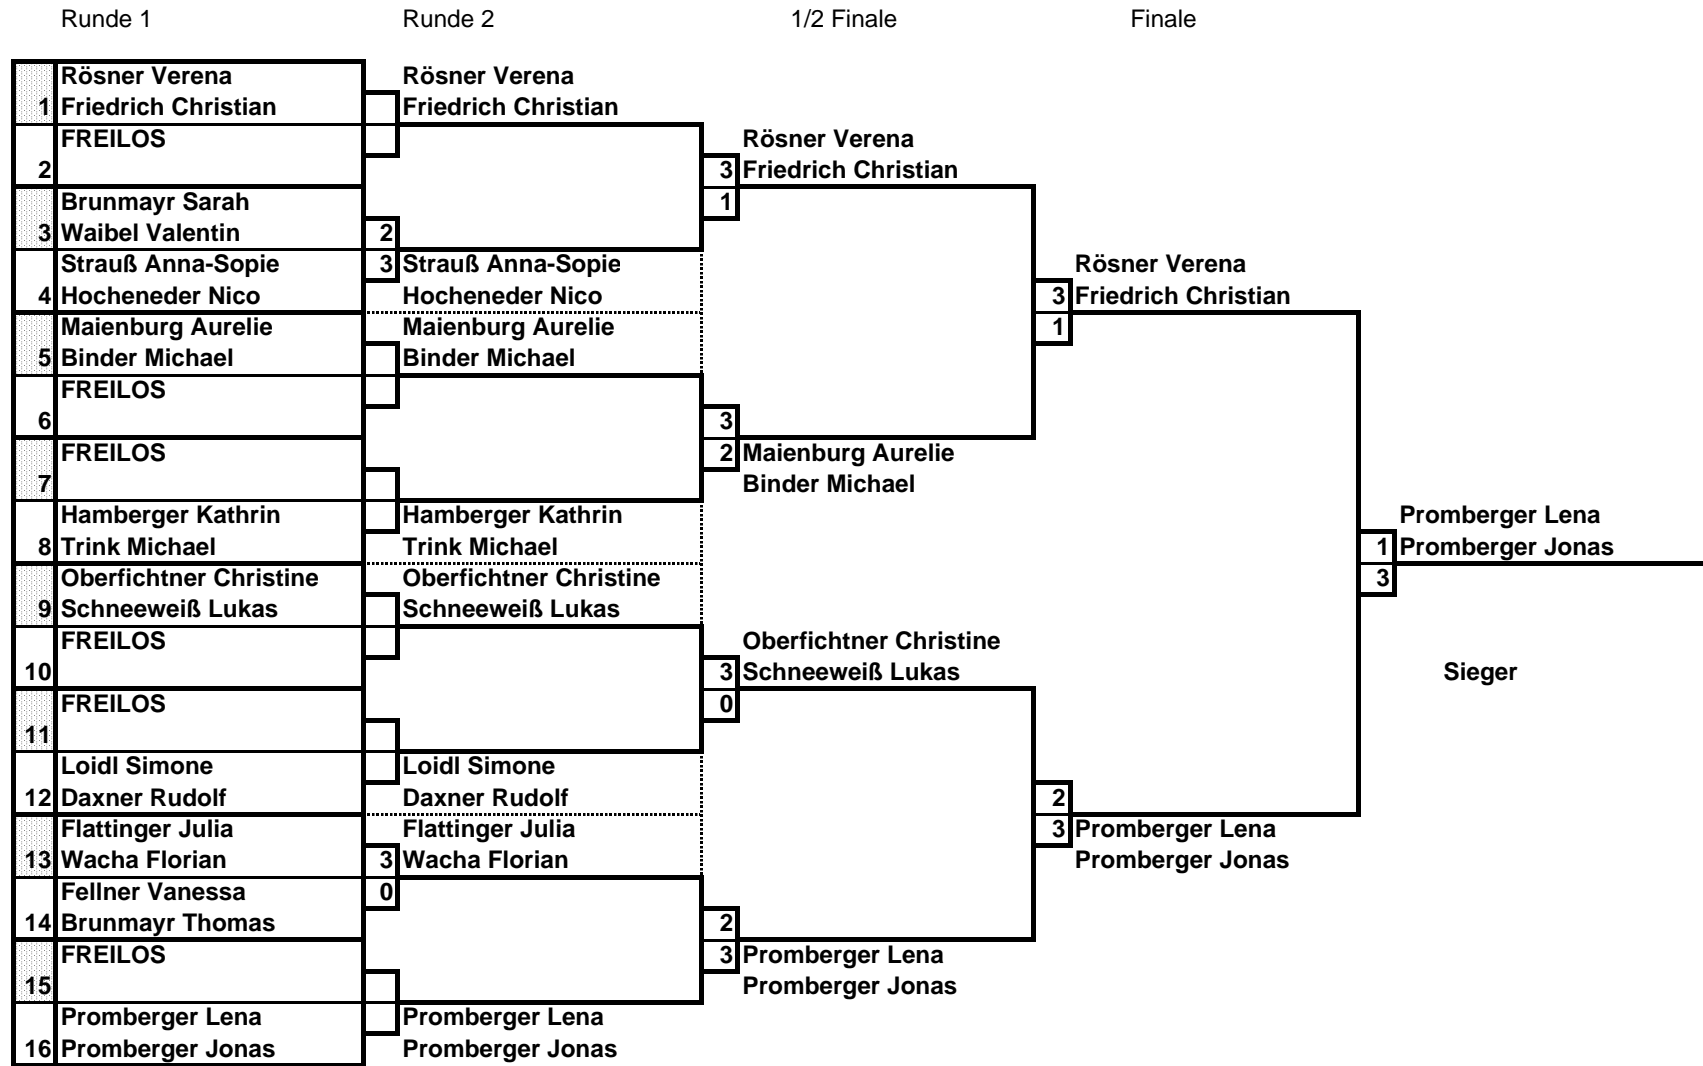 Runde 1 Runde 2 1/2 Finale Finale
Rösner Verena Rösner Verena
1 Friedrich Christian Friedrich Christian
FREILOS Rösner Verena
2 3 Friedrich Christian
Brunmayr Sarah 1
3 Waibel Valentin 2
Strauß Anna-Sopie 3 Strauß Anna-Sopie Rösner Verena
4 Hocheneder Nico Hocheneder Nico 3 Friedrich Christian
Maienburg Aurelie Maienburg Aurelie 1
5 Binder Michael Binder Michael
FREILOS
6 3
FREILOS 2 Maienburg Aurelie
7 Binder Michael
Hamberger Kathrin Hamberger Kathrin Promberger Lena
8 Trink Michael Trink Michael 1 Promberger Jonas
Oberfichtner Christine Oberfichtner Christine 3
9 Schneeweiß Lukas Schneeweiß Lukas
FREILOS Oberfichtner Christine
10 3 Schneeweiß Lukas Sieger
FREILOS 0
11
Loidl Simone Loidl Simone
12 Daxner Rudolf Daxner Rudolf 2
Flattinger Julia Flattinger Julia 3 Promberger Lena
13 Wacha Florian 3 Wacha Florian Promberger Jonas
Fellner Vanessa 0
14 Brunmayr Thomas 2
FREILOS 3 Promberger Lena
15 Promberger Jonas
Promberger Lena Promberger Lena
16 Promberger Jonas Promberger Jonas